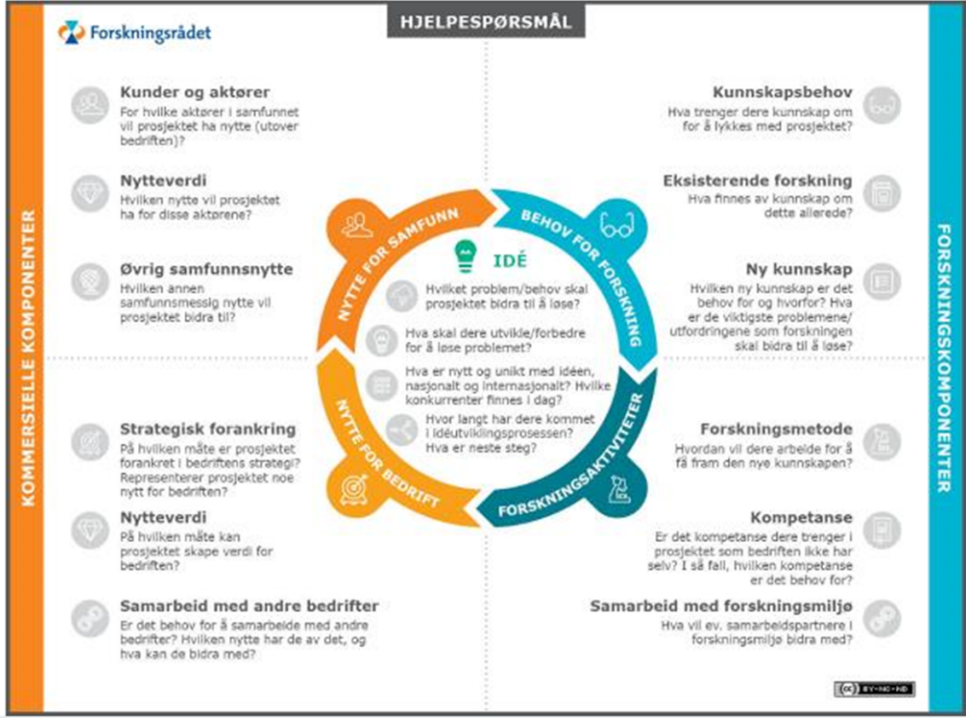 HJELPESPØRSMÅL
Forskningsrådet
KOMMERSIELLE KOMPONENTER
Kunder og aktører
For hvilke aktører i samfunnet
vil prosjektet ha nytte (utover
bedriften)?
Nytteverdi
Hvilken nytte vil prosjektet
ha for disse aktørene?
Øvrig samfunnsnytte
Hvilken annen
samfunnsmessig nytte vil
prosjektet bidra til?
Strategisk forankring
På hvilken måte er prosjektet
forankret i bedriftens strategi?
Representerer prosjektet noe
nytt for bedriften?
Nytteverdi
På hvilken måte kan
prosjektet skape verdi for
bedriften?
Samarbeid med andre bedrifter
Er det behov for å samarbeide med andre
bedrifter? Hvilken nytte har de av det, og
hva kan de bidra med?
NYTTE FOR SAMFUNN
BEHOV FOR FORSKNING
FORSKNINGSAKTIVITETER
NYTTE FOR BEDRIFT
IDÉ
Hvilket problem/behov skal
prosjektet bidra til å løse?
Hva skal dere utvikle/forbedre
for å løse problemet?
Hva er nytt og unikt med idéen,
nasjonalt og internasjonalt? Hvilke
konkurrenter finnes i dag?
Hvor langt har dere kommet
i idéutviklingsprosessen?
Hva er neste steg?
Kunnskapsbehov
Hva trenger dere kunnskap om
for å lykkes med prosjektet?
Eksisterende forskning
Hva finnes av kunnskap om
dette allerede?
Ny kunnskap
Hvilken ny kunnskap er det
behov for og hvorfor? Hva
er de viktigste problemene/
utfordringene som forskningen
skal bidra til å løse?
Forskningsmetode
Hvordan vil dere arbeide for å
få fram den nye kunnskapen?
Kompetanse
Er det kompetanse dere trenger i
prosjektet som bedriften ikke har
selv? I så fall, hvilken kompetanse
er det behov for?
Samarbeid med forskningsmiljø
Hva vil ev. samarbeidspartnere i
forskningsmiljø bidra med?
FORSKNINGSKOMPONENTER
(cc) BY-NC-ND